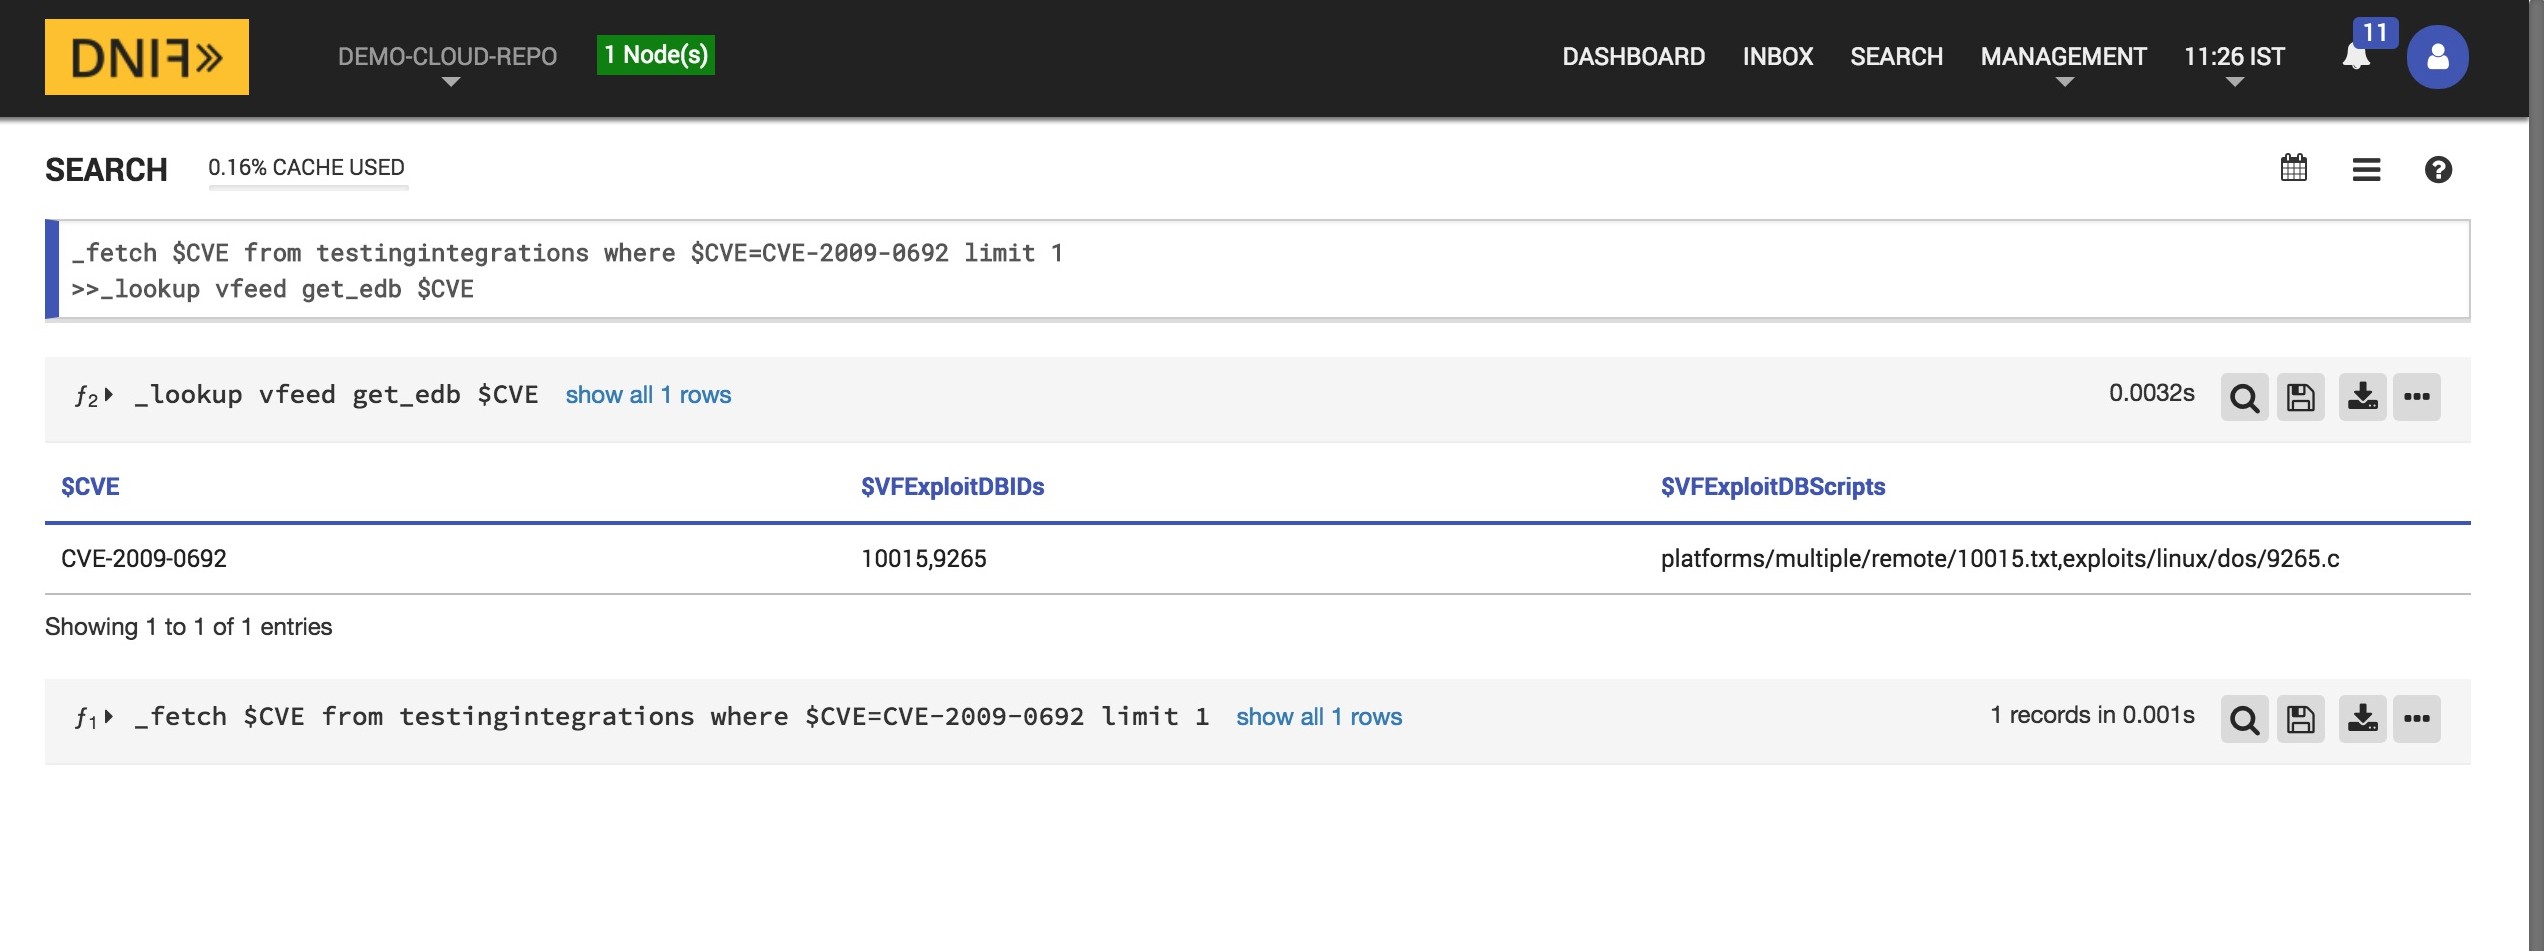 DNIF»
DEMO-CLOUD-REPO
1 Node(s)
DASHBOARD
INBOX
SEARCH
MANAGEMENT
11:26 IST
11
SEARCH
0.16% CACHE USED
_fetch $CVE from testingintegrations where $CVE=CVE-2009-0692 limit 1
>>_lookup vfeed get_edb $CVE
ƒ2 _lookup vfeed get_edb $CVE show all 1 rows
0.0032s
$CVE $VFExploitDBIDs $VFExploitDBScripts
CVE-2009-0692 10015,9265 platforms/multiple/remote/10015.txt,exploits/linux/dos/9265.c
Showing 1 to 1 of 1 entries
ƒ1 _fetch $CVE from testingintegrations where $CVE=CVE-2009-0692 limit 1 show all 1 rows
1 records in 0.001s